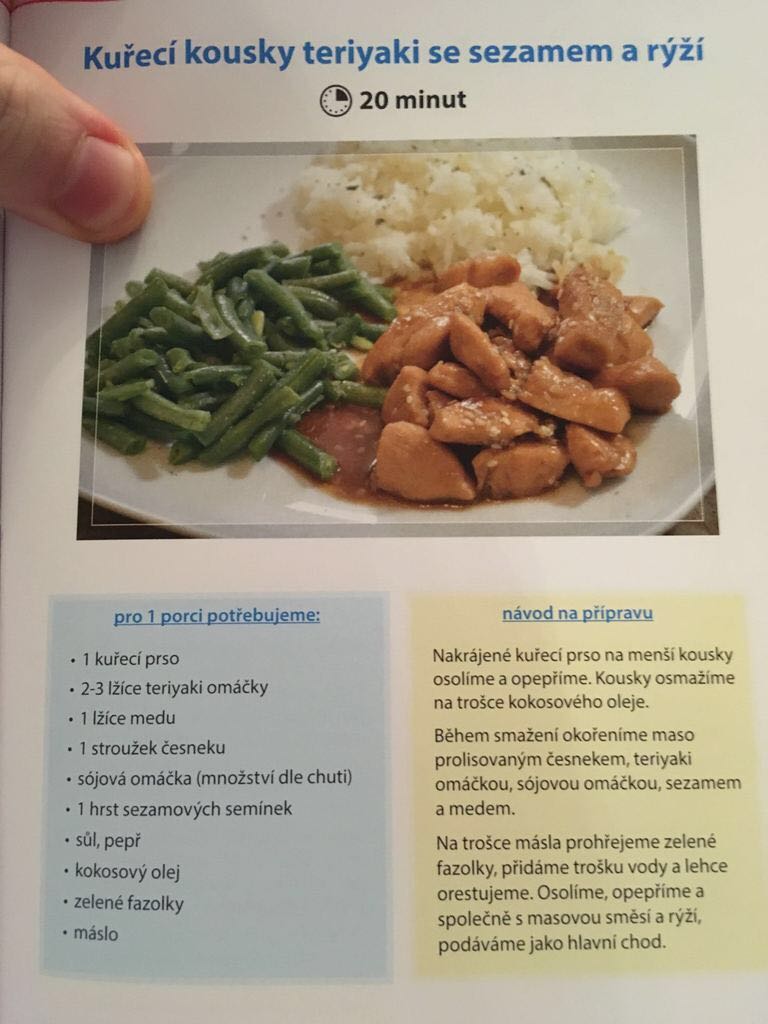 Kuřecí kousky teriyaki se sezamem a rýží
20 minut
pro 1 porci potřebujeme:
• 1 kuřecí prso
• 2-3 lžíce teriyaki omáčky
• 1 lžíce medu
• 1 stroužek česneku
• sójová omáčka (množství dle chuti)
• 1 hrst sezamových semínek
• sůl, pepř
• kokosový olej
• zelené fazolky
• máslo
návod na přípravu
Nakrájené kuřecí prso na menší kousky
osolíme a opepříme. Kousky osmažíme
na trošce kokosového oleje.
Během smažení okořeníme maso
prolisovaným česnekem, teriyaki
omáčkou, sójovou omáčkou, sezamem
a medem.
Na trošce másla prohřejeme zelené
fazolky, přidáme trošku vody a lehce
orestujeme. Osolíme, opepříme a
společně s masovou směsí a rýží,
podáváme jako hlavní chod.